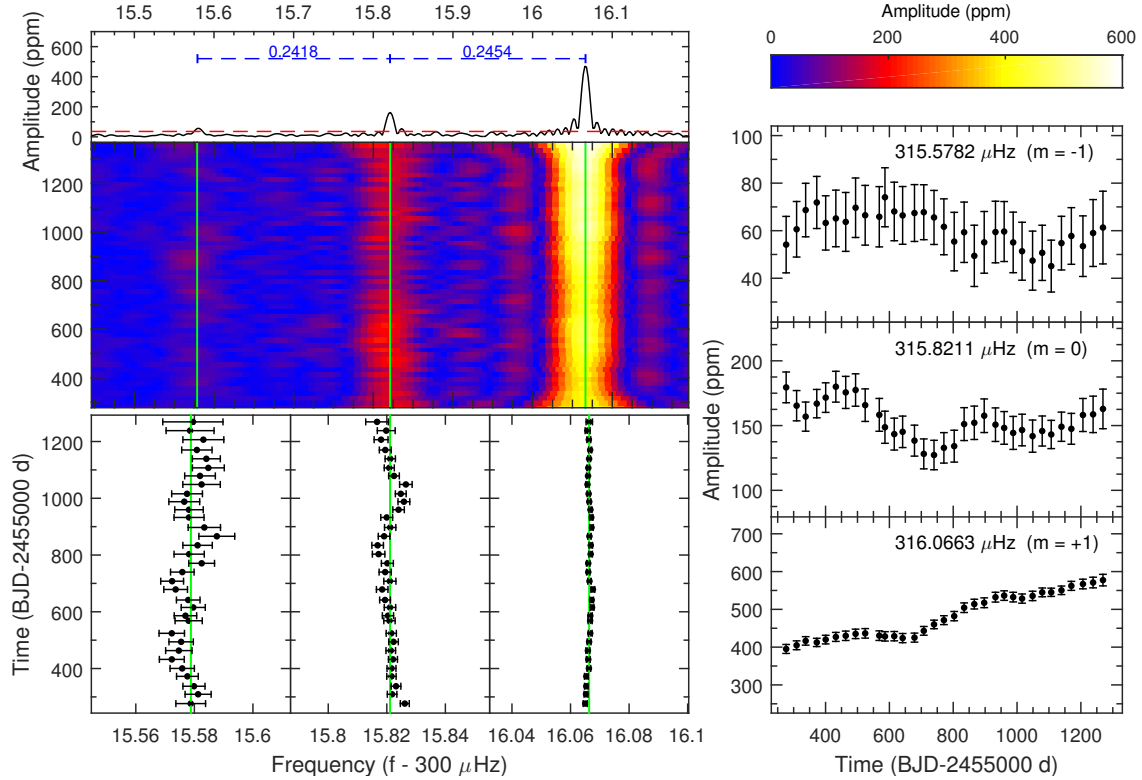 15.5 15.58 15.7 15.82 15.9 16 16.07 16.1
Amplitude (ppm)
600
400
200
0
0.2418 0.2454
1200
1000
800
600
400
1200
1000
800
600
400
Time (BJD-2455000 d)
15.56 15.58 15.6 15.8 15.82 15.84 16.04 16.06 16.08 16.1
Frequency (f - 300 μHz)
Amplitude (ppm)
0 200 400 600
100
80
60
40
315.5782 μHz (m = -1)
200
150
100
315.8211 μHz (m = 0)
Amplitude (ppm)
700
600
500
400
300
316.0663 μHz (m = +1)
400 600 800 1000 1200
Time (BJD-2455000 d)